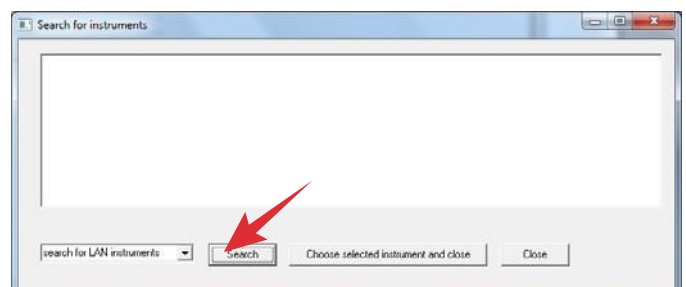 Search for instruments
search for LAN instruments Search Choose selected instrument and close Close